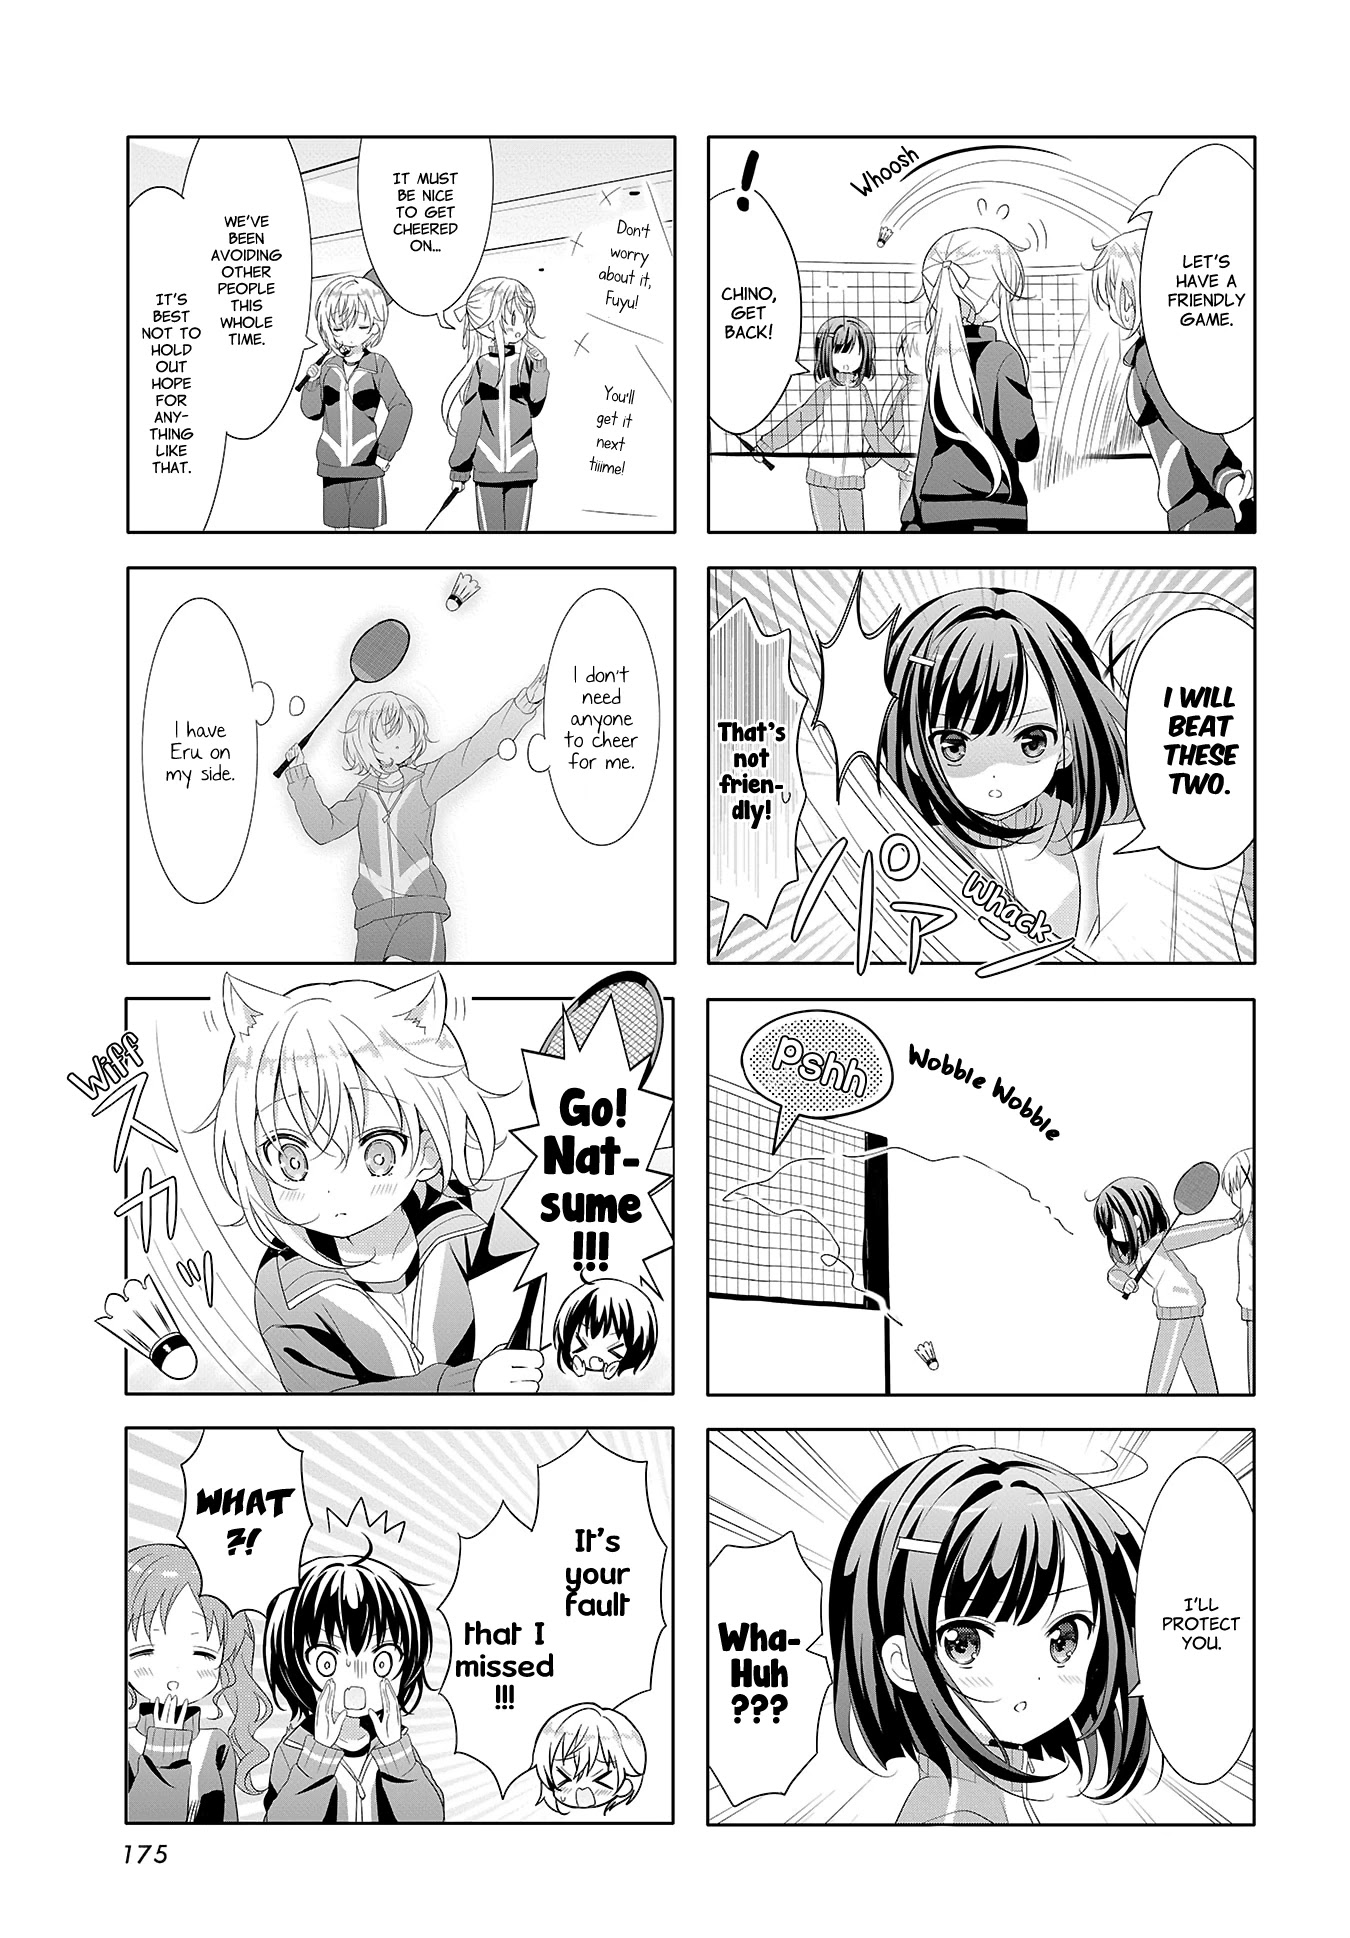 LET'S
HAVE A
FRIENDLY
GAME.
Whoosh
!
CHINO,
GET
BACK!
I WILL
BEAT
THESE
TWO.
Whack
パァー
That's
not
frien-
dly!
Wobble Wobble
pshh
I'LL
PROTECT
YOU.
Wha-
Huh
???
Don't
worry
about it,
Fuyu!
You'll
get it
next
tiiime!
IT MUST
BE NICE
TO GET
CHEERED
ON...
WE'VE
BEEN
AVOIDING
OTHER
PEOPLE
THIS
WHOLE
TIME.
IT'S
BEST
NOT TO
HOLD
OUT
HOPE
FOR
ANY-
THING
LIKE
THAT.
I don't
need
anyone
to cheer
for me.
I have
Eru on
my side.
Go!
Nat-
sume
!!!
Wiff
スカッ
It's
your
fault
that I
missed
!!!
WHAT
?!
175